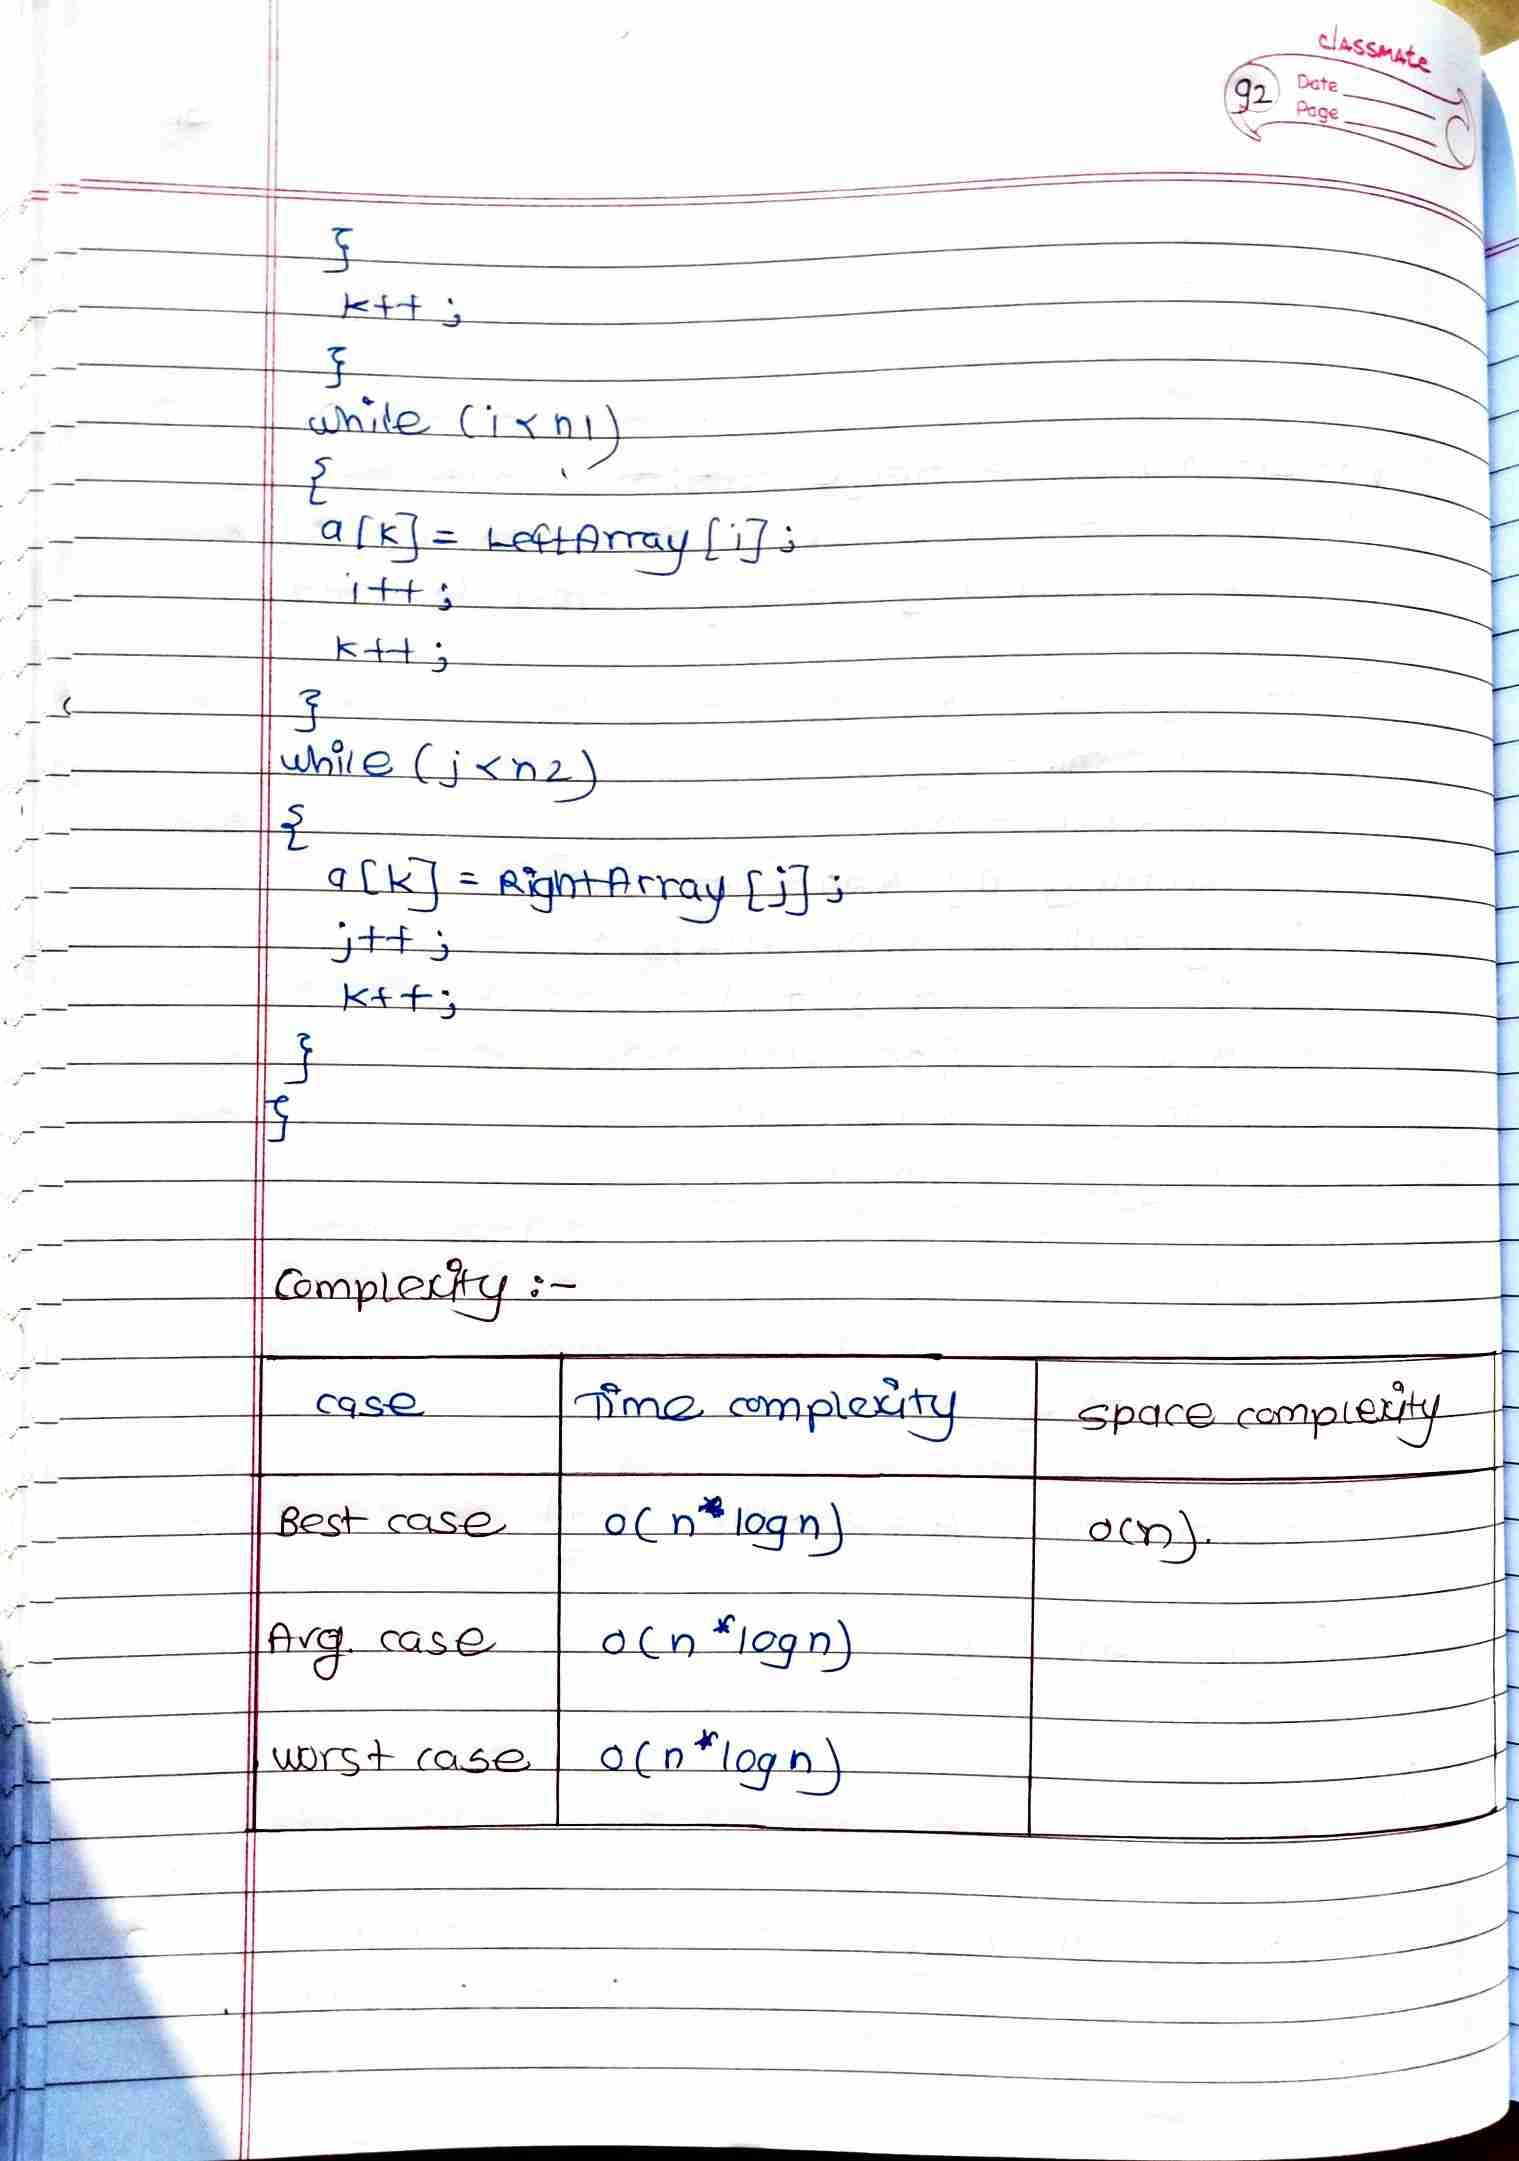 classmate
92
Date
Page
}
k++ ;
}
while (i<n1)
{
a[k] = LeftArray [i] ;
i++ ;
k++ ;
}
while (j<n2)
{
a[k] = RightArray [j] ;
j++ ;
k++ ;
}
}
Complexity :-
case Time complexity space complexity
Best case o(n*logn) o(n).
Avg. case o(n*logn)
worst case o(n*logn)